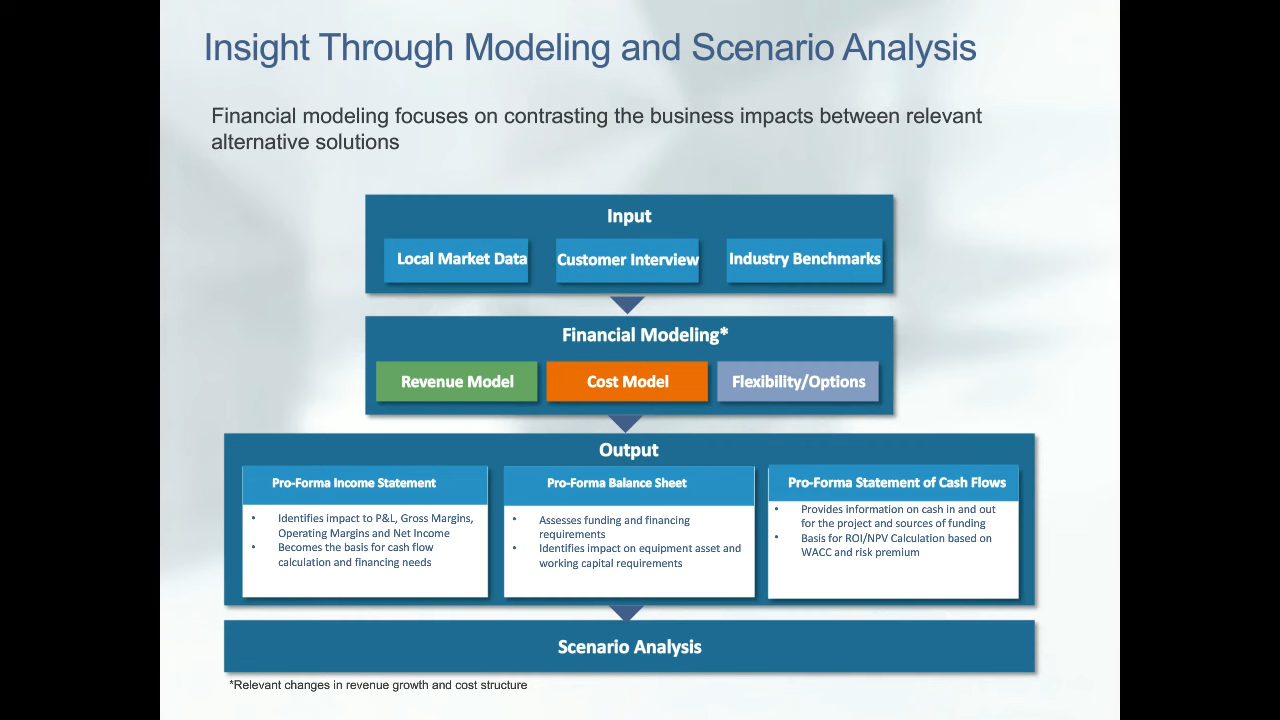 Insight Through Modeling and Scenario Analysis
Financial modeling focuses on contrasting the business impacts between relevant
alternative solutions
Input
Local Market Data
Customer Interview
Industry Benchmarks
Financial Modeling*
Revenue Model
Cost Model
Flexibility/Options
Output
Pro-Forma Income Statement
• Identifies impact to P&L, Gross Margins,
Operating Margins and Net Income
• Becomes the basis for cash flow
calculation and financing needs
Pro-Forma Balance Sheet
• Assesses funding and financing
requirements
• Identifies impact on equipment asset and
working capital requirements
Pro-Forma Statement of Cash Flows
• Provides information on cash in and out
for the project and sources of funding
• Basis for ROI/NPV Calculation based on
WACC and risk premium
Scenario Analysis
*Relevant changes in revenue growth and cost structure